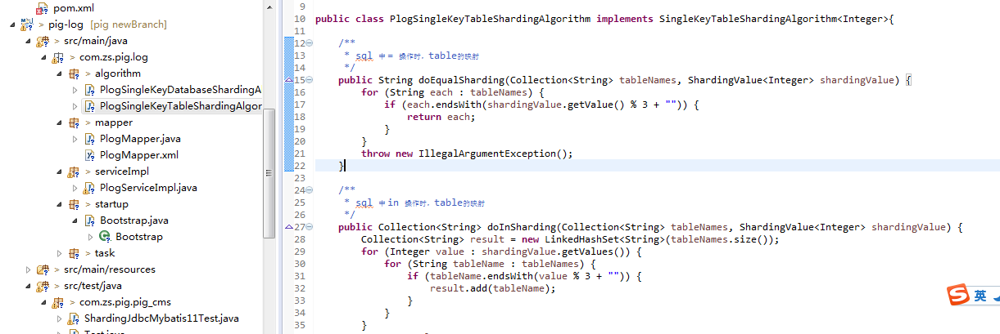 pom.xml
> pig-log [pig newBranch]
> src/main/java
> com.zs.pig.log
> algorithm
PlogSingleKeyDatabaseShardingA
PlogSingleKeyTableShardingAlgor
> mapper
PlogMapper.java
PlogMapper.xml
> serviceImpl
PlogServiceImpl.java
> startup
Bootstrap.java
Bootstrap
> task
> src/main/resources
> src/test/java
> com.zs.pig.pig_cms
ShardingJdbcMybatis11Test.java
Test.java
9
10 public class PlogSingleKeyTableShardingAlgorithm implements SingleKeyTableShardingAlgorithm<Integer>{
11
12 /**
13 * sql 中 = 操作时，table的映射
14 */
15 public String doEqualSharding(Collection<String> tableNames, ShardingValue<Integer> shardingValue) {
16 for (String each : tableNames) {
17 if (each.endsWith(shardingValue.getValue() % 3 + "")) {
18 return each;
19 }
20 }
21 throw new IllegalArgumentException();
22 }
23
24 /**
25 * sql 中 in 操作时，table的映射
26 */
27 public Collection<String> doInSharding(Collection<String> tableNames, ShardingValue<Integer> shardingValue) {
28 Collection<String> result = new LinkedHashSet<String>(tableNames.size());
29 for (Integer value : shardingValue.getValues()) {
30 for (String tableName : tableNames) {
31 if (tableName.endsWith(value % 3 + "")) {
32 result.add(tableName);
33 }
34 }
35 }
S 英